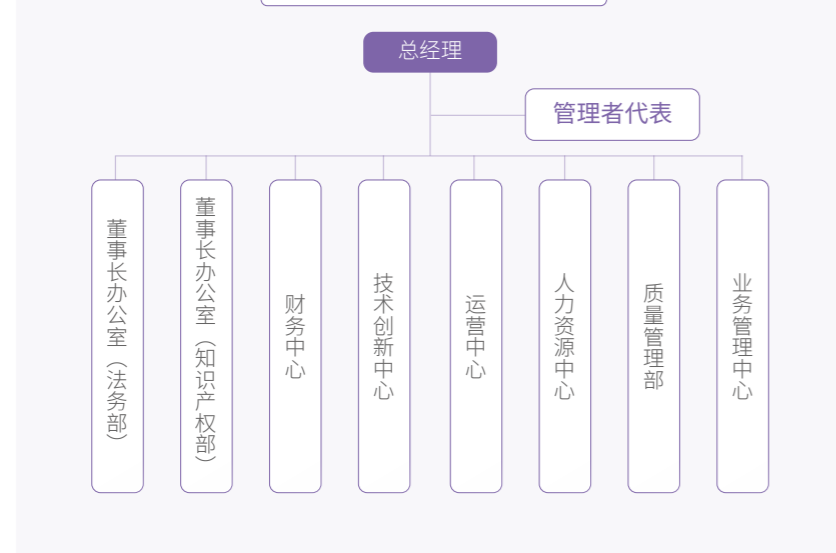 总经理
管理者代表
董事长办公室（法务部）
董事长办公室（知识产权部）
财务中心
技术创新中心
运营中心
人力资源中心
质量管理部
业务管理中心